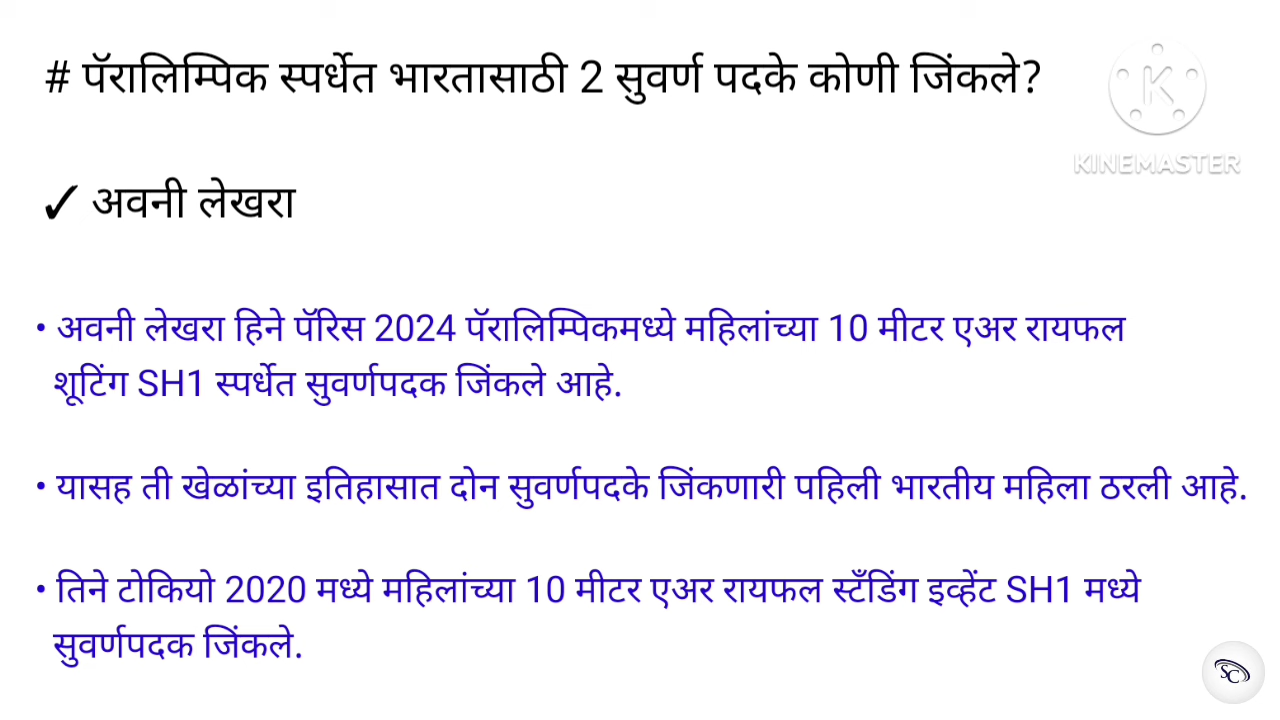 # पॅरालिम्पिक स्पर्धेत भारतासाठी 2 सुवर्ण पदके कोणी जिंकले?
KINEMASTER
✓ अवनी लेखरा
• अवनी लेखरा हिने पॅरिस 2024 पॅरालिम्पिकमध्ये महिलांच्या 10 मीटर एअर रायफल
शूटिंग SH1 स्पर्धेत सुवर्णपदक जिंकले आहे.
• यासह ती खेळांच्या इतिहासात दोन सुवर्णपदके जिंकणारी पहिली भारतीय महिला ठरली आहे.
• तिने टोकियो 2020 मध्ये महिलांच्या 10 मीटर एअर रायफल स्टँडिंग इव्हेंट SH1 मध्ये
सुवर्णपदक जिंकले.
SC